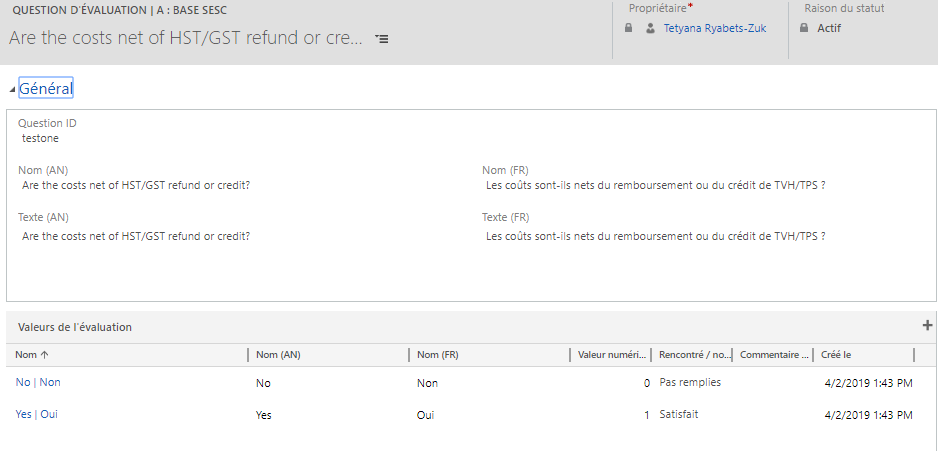 QUESTION D'ÉVALUATION | A : BASE SESC
Are the costs net of HST/GST refund or cre...
Propriétaire*
Tetyana Ryabets-Zuk
Raison du statut
Actif
Général
Question ID
testone
Nom (AN)
Are the costs net of HST/GST refund or credit?
Nom (FR)
Les coûts sont-ils nets du remboursement ou du crédit de TVH/TPS ?
Texte (AN)
Are the costs net of HST/GST refund or credit?
Texte (FR)
Les coûts sont-ils nets du remboursement ou du crédit de TVH/TPS ?
Valeurs de l'évaluation +
Nom ↑ Nom (AN) Nom (FR) Valeur numéri... Rencontré / no... Commentaire ... Créé le
No | Non No Non 0 Pas remplies 4/2/2019 1:43 PM
Yes | Oui Yes Oui 1 Satisfait 4/2/2019 1:43 PM